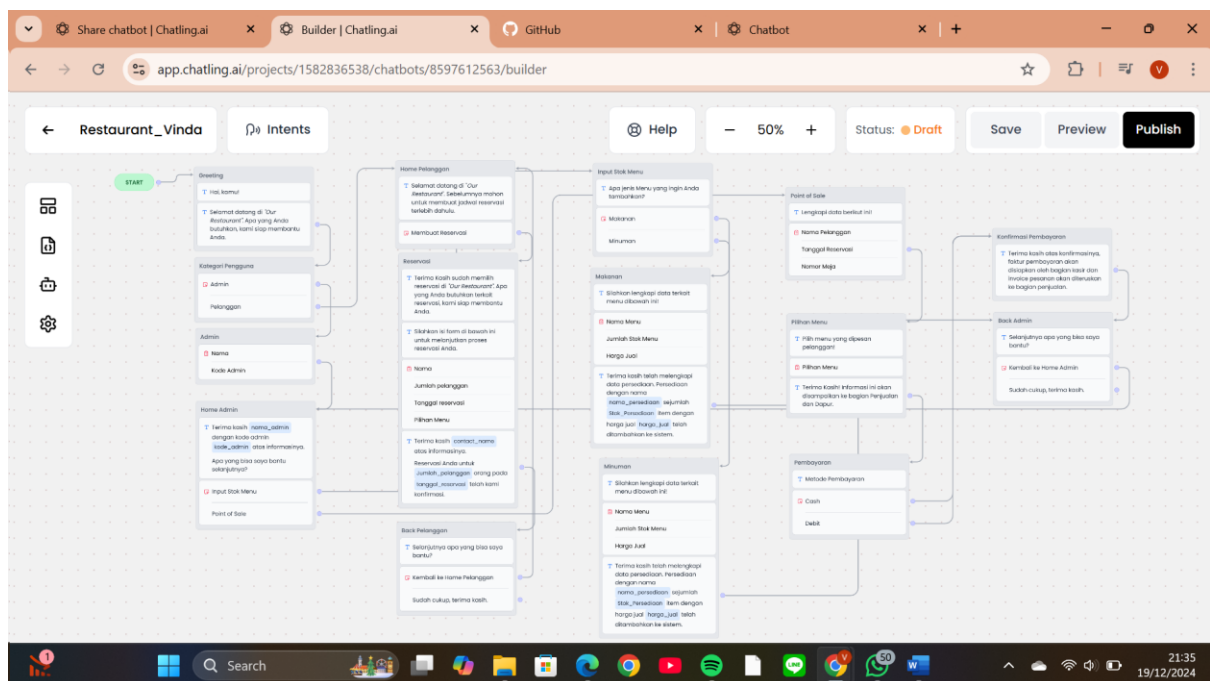 Share chatbot | Chatling.ai
Builder | Chatling.ai
GitHub
Chatbot
app.chatling.ai/projects/1582836538/chatbots/8597612563/builder
V
Restaurant_Vinda
Intents
Help
50%
Status: Draft
Save
Preview
Publish
START
Greeting
T Hai, kamu!
T Selamat datang di "Our
Restaurant". Apa yang Anda
butuhkan, kami siap membantu
Anda.
Kategori Pengguna
Admin
Pelanggan
Admin
Nama
Kode Admin
Home Admin
T Terima kasih nama_admin
dengan kode admin
kode_admin atas informasinya.
Apa yang bisa saya bantu
selanjutnya?
Input Stok Menu
Point of Sale
Home Pelanggan
T Selamat datang di "Our
Restaurant". Sebelumnya mohon
untuk membuat jadwal reservasi
terlebih dahulu.
Membuat Reservasi
Reservasi
T Terima Kasih sudah memilih
reservasi di "Our Restaurant". Apa
yang Anda butuhkan terkait
reservasi, kami siap membantu
Anda.
T Silahkan isi form di bawah ini
untuk melanjutkan proses
reservasi Anda.
Nama
Jumlah pelanggan
Tanggal reservasi
Pilihan Menu
T Terima kasih contact_name
atas informasinya.
Reservasi Anda untuk
Jumlah_pelanggan orang pada
tanggal_reservasi telah kami
konfirmasi.
Back Pelanggan
T Selanjutnya apa yang bisa saya
bantu?
Kembali ke Home Pelanggan
Sudah cukup, terima kasih.
Input Stok Menu
T Apa jenis Menu yang ingin Anda
tambahkan?
Makanan
Minuman
Makanan
T Silahkan lengkapi data terkait
menu dibawah ini!
Nama Menu
Jumlah Stok Menu
Harga Jual
T Terima kasih telah melengkapi
data persediaan. Persediaan
dengan nama
nama_persediaan sejumlah
Stok_Persediaan item dengan
harga jual harga_jual telah
ditambahkan ke sistem.
Minuman
T Silahkan lengkapi data terkait
menu dibawah ini!
Nama Menu
Jumlah Stok Menu
Harga Jual
T Terima kasih telah melengkapi
data persediaan. Persediaan
dengan nama
nama_persediaan sejumlah
Stok_Persediaan item dengan
harga jual harga_jual telah
ditambahkan ke sistem.
Point of Sale
T Lengkapi data berikut ini!
Nama Pelanggan
Tanggal Reservasi
Nomor Meja
Pilihan Menu
T Pilih menu yang dipesan
pelanggan!
Pilihan Menu
T Terima Kasih! Informasi ini akan
disampaikan ke bagian Penjualan
dan Dapur.
Pembayaran
T Metode Pembayaran
Cash
Debit
Konfirmasi Pembayaran
T Terima kasih atas konfirmasinya,
faktur pembayaran akan
disiapkan oleh bagian kasir dan
invoice pesanan akan diteruskan
ke bagian penjualan.
Back Admin
T Selanjutnya apa yang bisa saya
bantu?
Kembali ke Home Admin
Sudah cukup, terima kasih.
1
Search
50
21:35
19/12/2024